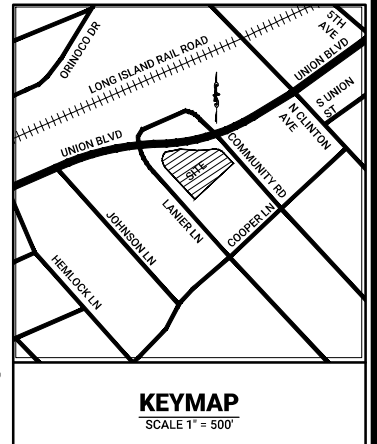 5TH
AVE
ORINOCO DR
LONG ISLAND RAIL ROAD
UNION BLVD
S UNION
ST
N CLINTON
AVE
UNION BLVD
COMMUNITY RD
SITE
LANIER LN
COOPER LN
JOHNSON LN
HEMLOCK LN
KEYMAP
SCALE 1" = 500'